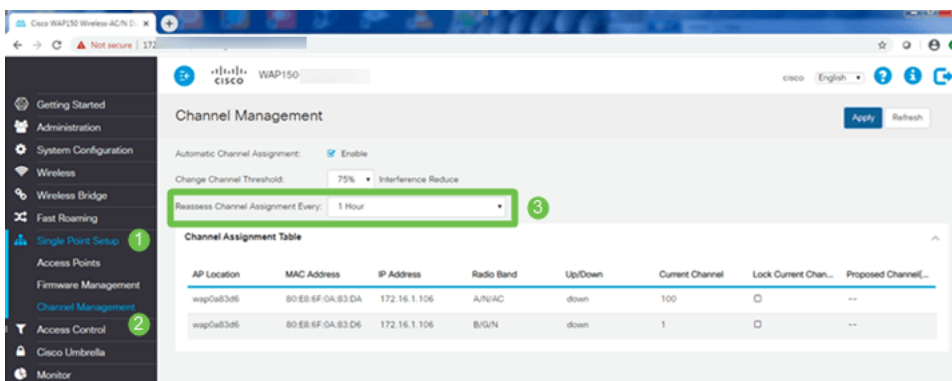 Cisco WAP150 Wireless-AC/N D
Not secure | 172
CISCO WAP150
cisco English
Getting Started
Administration
System Configuration
Wireless
Wireless Bridge
Fast Roaming
Single Point Setup 1
Access Points
Firmware Management
Channel Management
2
Access Control
Cisco Umbrella
Monitor
Channel Management
Apply Refresh
Automatic Channel Assignment: Enable
Change Channel Threshold: 75% Interference Reduce
Reassess Channel Assignment Every: 1 Hour 3
Channel Assignment Table
AP Location MAC Address IP Address Radio Band Up/Down Current Channel Lock Current Chan... Proposed Channel(...
wap0a83d6 80:E8:6F:0A:83:DA 172.16.1.106 A/N/AC down 100 --
wap0a83d6 80:E8:6F:0A:83:D6 172.16.1.106 B/G/N down 1 --